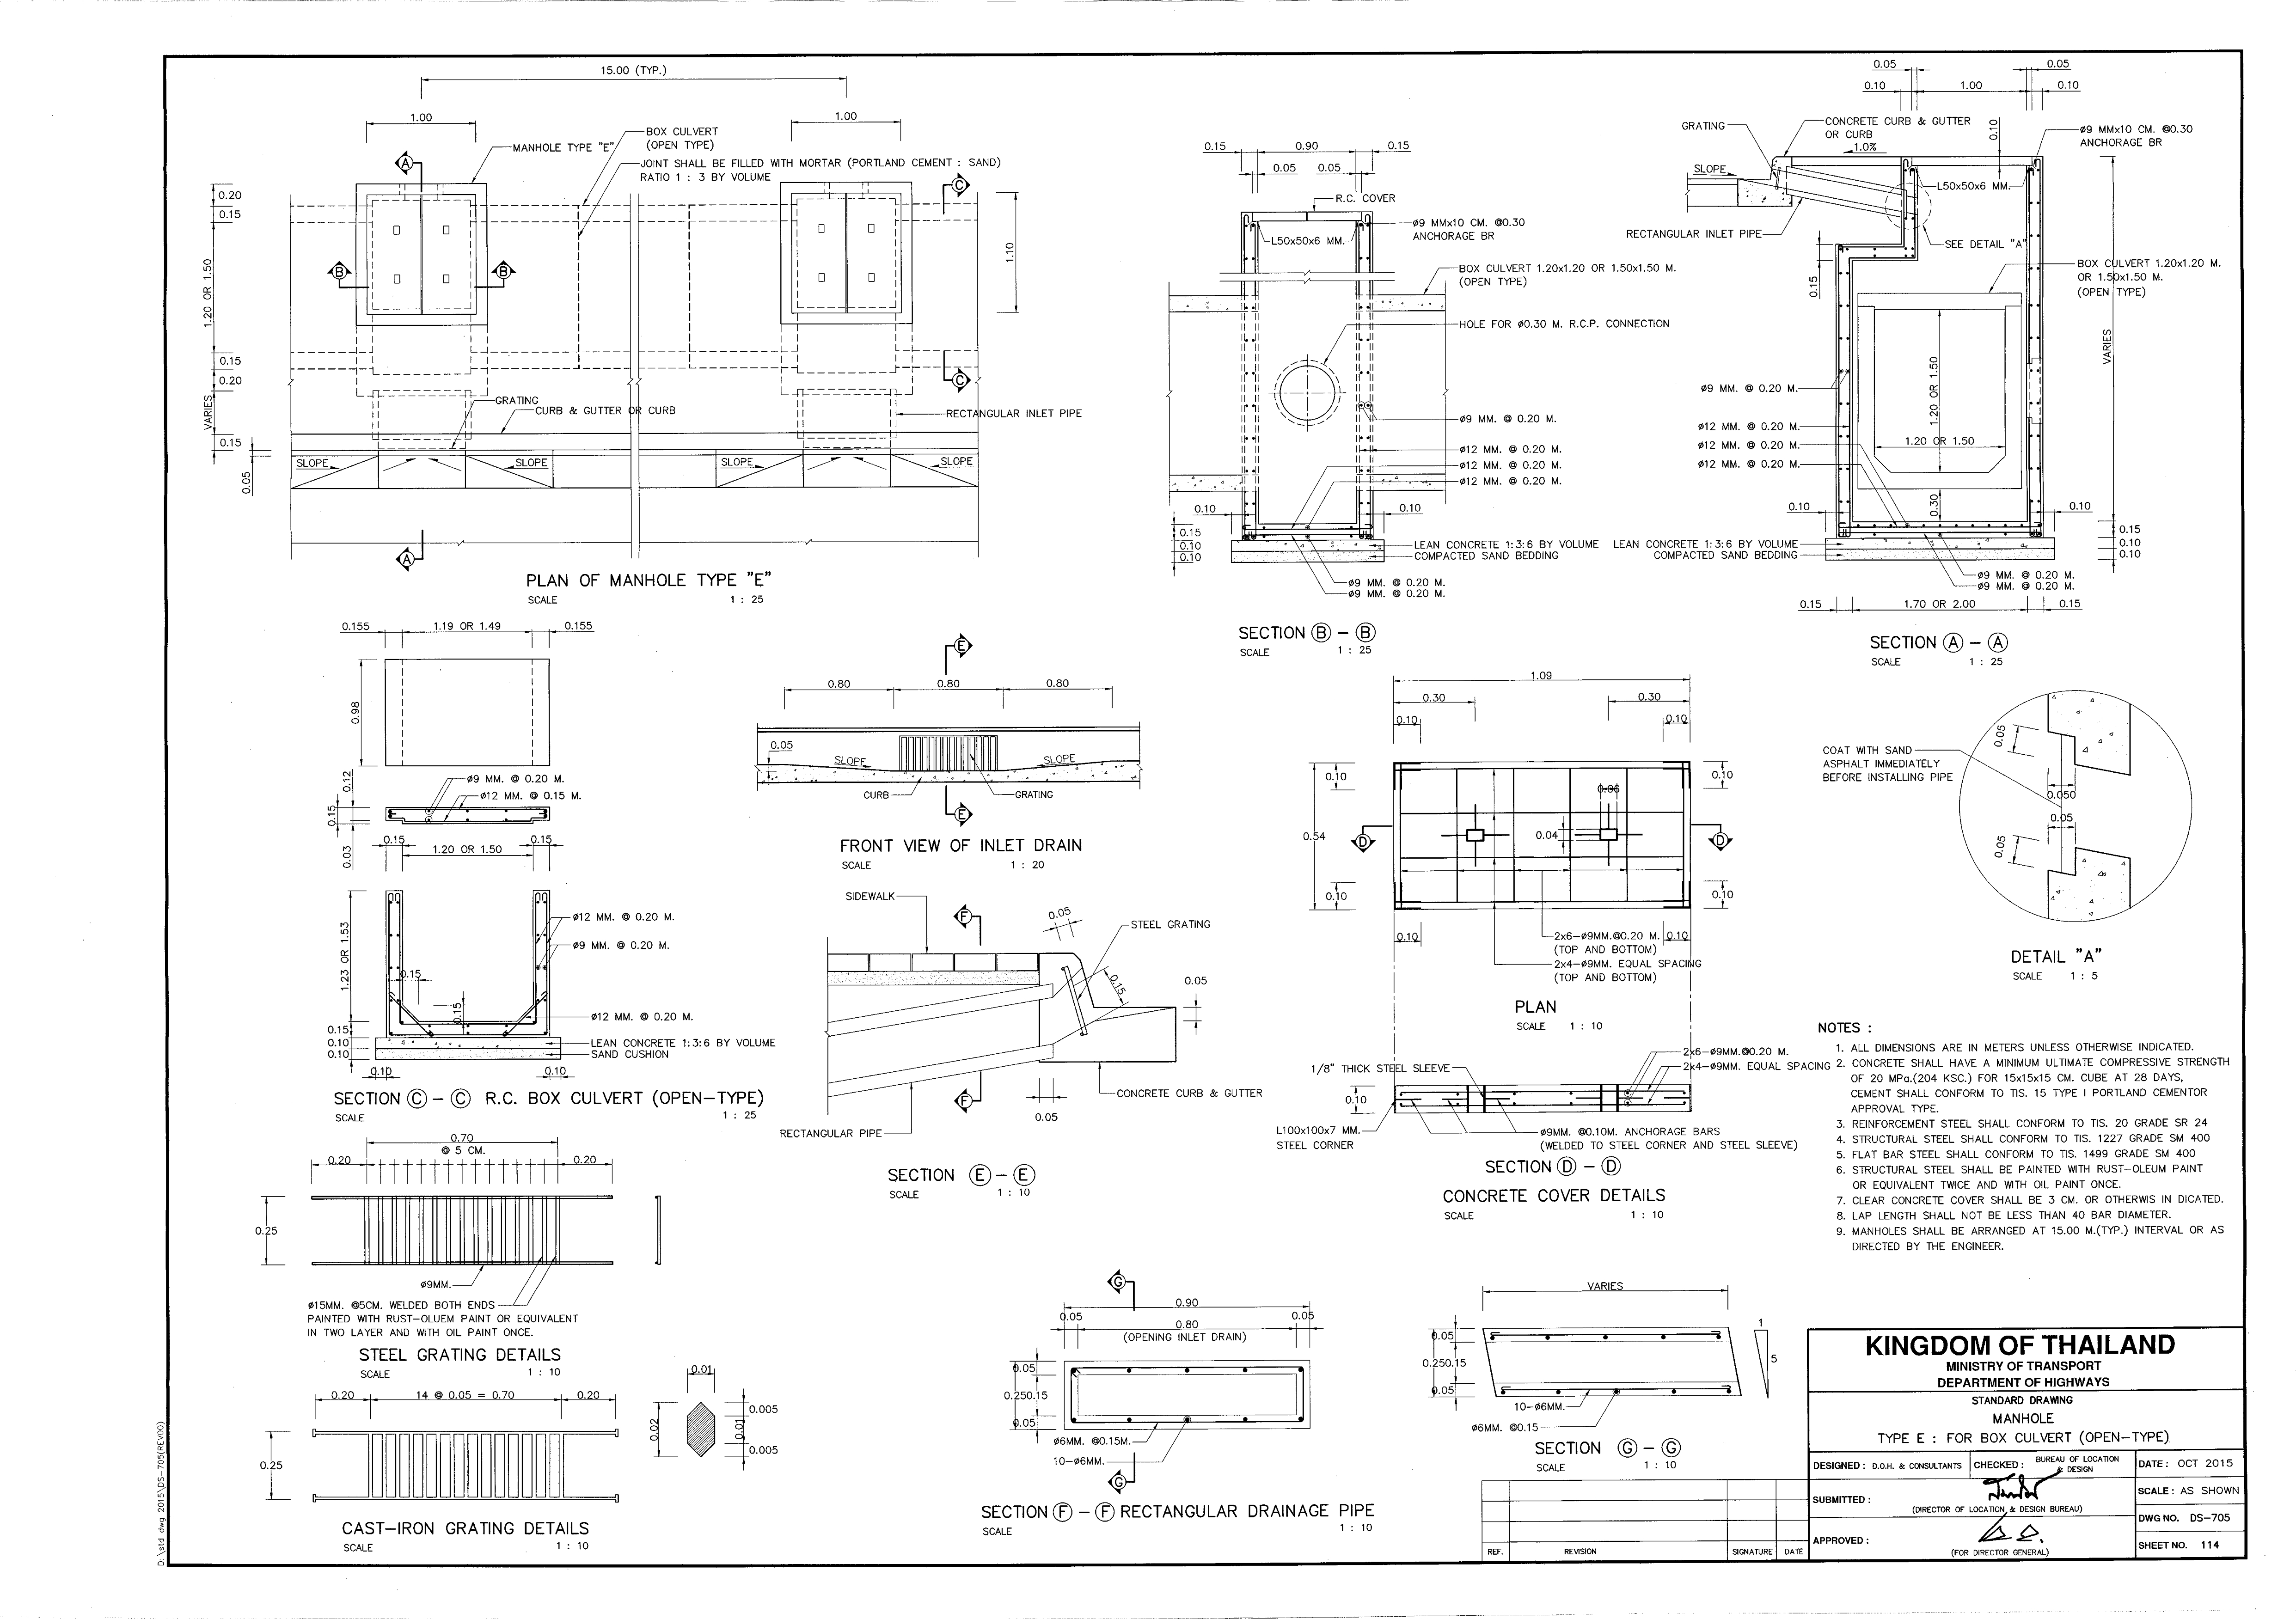 15.00 (TYP.)
1.00
1.00
MANHOLE TYPE "E"
BOX CULVERT
(OPEN TYPE)
JOINT SHALL BE FILLED WITH MORTAR (PORTLAND CEMENT : SAND)
RATIO 1 : 3 BY VOLUME
A
C
0.20
0.15
1.20 OR 1.50
1.10
B
B
0.15
0.20
VARIES
0.15
0.05
C
GRATING
CURB & GUTTER OR CURB
RECTANGULAR INLET PIPE
SLOPE
SLOPE
SLOPE
SLOPE
A
PLAN OF MANHOLE TYPE "E"
SCALE 1 : 25
0.15
0.90
0.15
0.05
0.05
R.C. COVER
ø9 MMx10 CM. @0.30
ANCHORAGE BR
L50x50x6 MM.
BOX CULVERT 1.20x1.20 OR 1.50x1.50 M.
(OPEN TYPE)
HOLE FOR ø0.30 M. R.C.P. CONNECTION
ø9 MM. @ 0.20 M.
ø12 MM. @ 0.20 M.
ø12 MM. @ 0.20 M.
ø12 MM. @ 0.20 M.
0.10
0.10
0.15
0.10
0.10
LEAN CONCRETE 1:3:6 BY VOLUME
COMPACTED SAND BEDDING
ø9 MM. @ 0.20 M.
ø9 MM. @ 0.20 M.
SECTION B - B
SCALE 1 : 25
0.05
0.05
0.10
1.00
0.10
GRATING
CONCRETE CURB & GUTTER
OR CURB
1.0%
0.10
ø9 MMx10 CM. @0.30
ANCHORAGE BR
SLOPE
L50x50x6 MM.
RECTANGULAR INLET PIPE
SEE DETAIL "A"
0.15
BOX CULVERT 1.20x1.20 M.
OR 1.50x1.50 M.
(OPEN TYPE)
VARIES
ø9 MM. @ 0.20 M.
1.20 OR 1.50
1.20 OR 1.50
ø12 MM. @ 0.20 M.
ø12 MM. @ 0.20 M.
ø12 MM. @ 0.20 M.
0.30
0.10
0.10
0.15
0.10
0.10
LEAN CONCRETE 1:3:6 BY VOLUME
COMPACTED SAND BEDDING
ø9 MM. @ 0.20 M.
ø9 MM. @ 0.20 M.
0.15
1.70 OR 2.00
0.15
SECTION A - A
SCALE 1 : 25
0.155
1.19 OR 1.49
0.155
0.98
0.12
0.15
0.03
ø9 MM. @ 0.20 M.
ø12 MM. @ 0.15 M.
0.15
1.20 OR 1.50
0.15
1.23 OR 1.53
ø12 MM. @ 0.20 M.
ø9 MM. @ 0.20 M.
0.15
0.15
ø12 MM. @ 0.20 M.
0.15
0.10
0.10
LEAN CONCRETE 1:3:6 BY VOLUME
SAND CUSHION
0.10
0.10
SECTION C - C R.C. BOX CULVERT (OPEN-TYPE)
SCALE 1 : 25
E
0.80
0.80
0.80
0.05
SLOPE
SLOPE
CURB
GRATING
E
FRONT VIEW OF INLET DRAIN
SCALE 1 : 20
SIDEWALK
F
0.05
STEEL GRATING
0.15
0.05
CONCRETE CURB & GUTTER
F
0.05
RECTANGULAR PIPE
SECTION E - E
SCALE 1 : 10
1.09
0.30
0.30
0.10
0.10
0.10
0.10
0.06
0.54
0.04
D
D
0.10
0.10
0.10
0.10
2x6-ø9MM.@0.20 M.
(TOP AND BOTTOM)
2x4-ø9MM. EQUAL SPACING
(TOP AND BOTTOM)
PLAN
SCALE 1 : 10
2x6-ø9MM.@0.20 M.
2x4-ø9MM. EQUAL SPACING
1/8" THICK STEEL SLEEVE
0.10
L100x100x7 MM.
STEEL CORNER
ø9MM. @0.10M. ANCHORAGE BARS
(WELDED TO STEEL CORNER AND STEEL SLEEVE)
SECTION D - D
CONCRETE COVER DETAILS
SCALE 1 : 10
COAT WITH SAND
ASPHALT IMMEDIATELY
BEFORE INSTALLING PIPE
0.05
0.050
0.05
0.05
DETAIL "A"
SCALE 1 : 5
NOTES :
1. ALL DIMENSIONS ARE IN METERS UNLESS OTHERWISE INDICATED.
2. CONCRETE SHALL HAVE A MINIMUM ULTIMATE COMPRESSIVE STRENGTH
OF 20 MPa.(204 KSC.) FOR 15x15x15 CM. CUBE AT 28 DAYS,
CEMENT SHALL CONFORM TO TIS. 15 TYPE I PORTLAND CEMENTOR
APPROVAL TYPE.
3. REINFORCEMENT STEEL SHALL CONFORM TO TIS. 20 GRADE SR 24
4. STRUCTURAL STEEL SHALL CONFORM TO TIS. 1227 GRADE SM 400
5. FLAT BAR STEEL SHALL CONFORM TO TIS. 1499 GRADE SM 400
6. STRUCTURAL STEEL SHALL BE PAINTED WITH RUST-OLEUM PAINT
OR EQUIVALENT TWICE AND WITH OIL PAINT ONCE.
7. CLEAR CONCRETE COVER SHALL BE 3 CM. OR OTHERWIS IN DICATED.
8. LAP LENGTH SHALL NOT BE LESS THAN 40 BAR DIAMETER.
9. MANHOLES SHALL BE ARRANGED AT 15.00 M.(TYP.) INTERVAL OR AS
DIRECTED BY THE ENGINEER.
0.70
@ 5 CM.
0.20
0.20
0.25
ø9MM.
ø15MM. @5CM. WELDED BOTH ENDS
PAINTED WITH RUST-OLUEM PAINT OR EQUIVALENT
IN TWO LAYER AND WITH OIL PAINT ONCE.
STEEL GRATING DETAILS
SCALE 1 : 10
0.20
14 @ 0.05 = 0.70
0.20
0.25
0.01
0.02
0.005
0.01
0.005
CAST-IRON GRATING DETAILS
SCALE 1 : 10
G
0.90
0.05
0.80
0.05
(OPENING INLET DRAIN)
0.05
0.250.15
0.05
ø6MM. @0.15M.
10-ø6MM.
G
SECTION F - F RECTANGULAR DRAINAGE PIPE
SCALE 1 : 10
VARIES
0.05
0.250.15
0.05
1
5
10-ø6MM.
ø6MM. @0.15
SECTION G - G
SCALE 1 : 10
REF. REVISION SIGNATURE DATE
KINGDOM OF THAILAND
MINISTRY OF TRANSPORT
DEPARTMENT OF HIGHWAYS
STANDARD DRAWING
MANHOLE
TYPE E : FOR BOX CULVERT (OPEN-TYPE)
DESIGNED : D.O.H. & CONSULTANTS
CHECKED : BUREAU OF LOCATION
& DESIGN
DATE : OCT 2015
SUBMITTED :
(DIRECTOR OF LOCATION & DESIGN BUREAU)
SCALE : AS SHOWN
DWG NO. DS-705
APPROVED :
(FOR DIRECTOR GENERAL)
SHEET NO. 114
D:\std dwg 2015\DS-705(REV00)